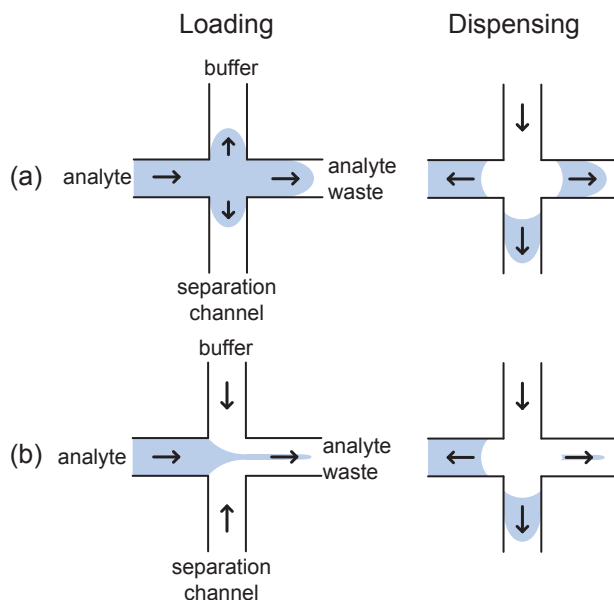 Loading
Dispensing
buffer
(a)
analyte
analyte
waste
separation
channel
buffer
(b)
analyte
analyte
waste
separation
channel